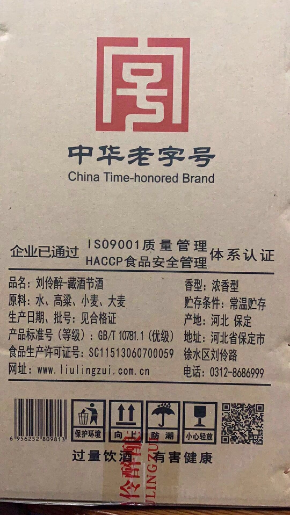 中华老字号
China Time-honored Brand
企业已通过 ISO9001质量管理 HACCP食品安全管理 体系认证
品名：刘伶醉-藏酒节酒 香型：浓香型
原料：水、高粱、小麦、大麦 贮存条件：常温贮存
生产日期、批号：见合格证 产地：河北 保定
产品标准号（等级）：GB/T 10781.1（优级） 地址：河北省保定市
食品生产许可证号：SC11513060700059 徐水区刘伶路
网址：www.liulingzui.com.cn 电话：0312-8686999
保护环境 向上 防潮 小心轻放
6956252809811
过量饮酒 有害健康
伶醉
LIULINGZUI